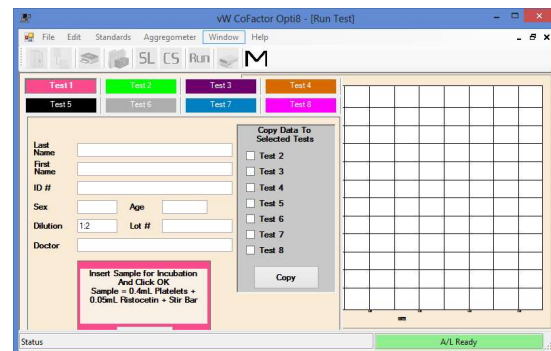 vW CoFactor Opti8 - [Run Test]
File Edit Standards Aggregometer Window Help
SL CS Run M
Test 1 Test 2 Test 3 Test 4
Test 5 Test 6 Test 7 Test 8
Copy Data To
Selected Tests
Last
Name
First
Name
ID #
Sex Age
Dilution 1:2 Lot #
Doctor
Test 2
Test 3
Test 4
Test 5
Test 6
Test 7
Test 8
Copy
Insert Sample for Incubation
And Click OK
Sample = 0.4mL Platelets +
0.05mL Ristocetin + Stir Bar
Status A/L Ready